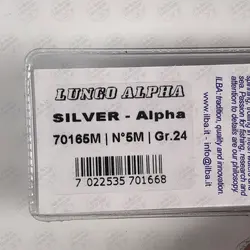 LUNGO ALPHA
SILVER - Alpha
70165M | N°5M | Gr.24
7 022535 701668
spinning,
sea. Passion for fishing,
research and
attention to details are our philosophy
ILBA: tradition, quality and innovation.
www.ilba.it - info@ilba.it